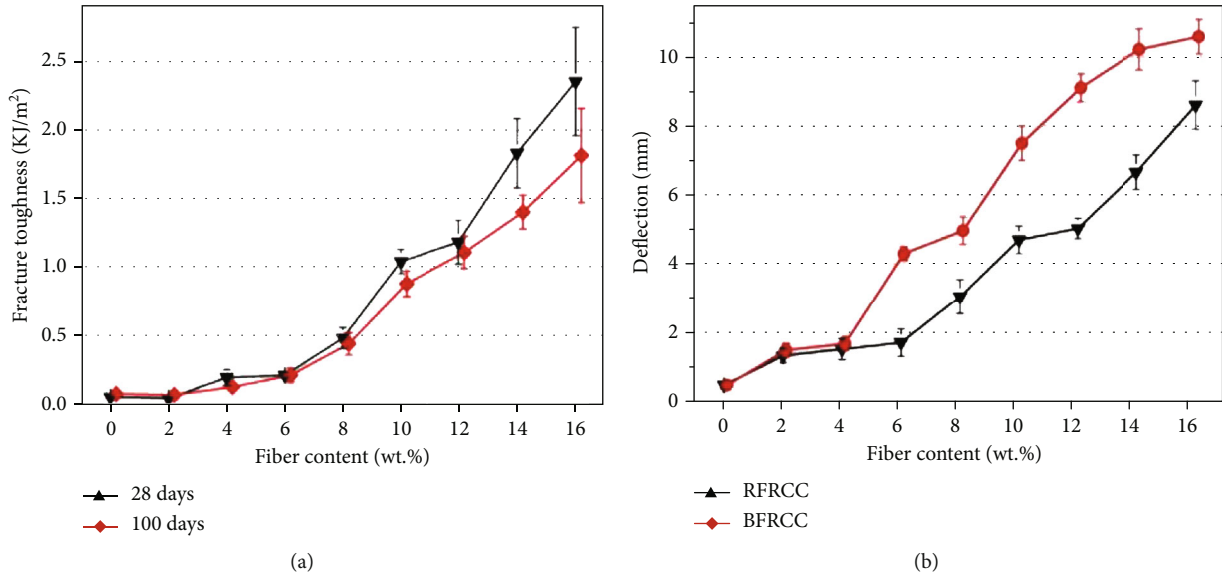 Fracture toughness (KJ/m²)
2.5
2.0
1.5
1.0
0.5
0.0
0 2 4 6 8 10 12 14 16
Fiber content (wt.%)
28 days
100 days
(a)
Deflection (mm)
10
8
6
4
2
0
0 2 4 6 8 10 12 14 16
Fiber content (wt.%)
RFRCC
BFRCC
(b)